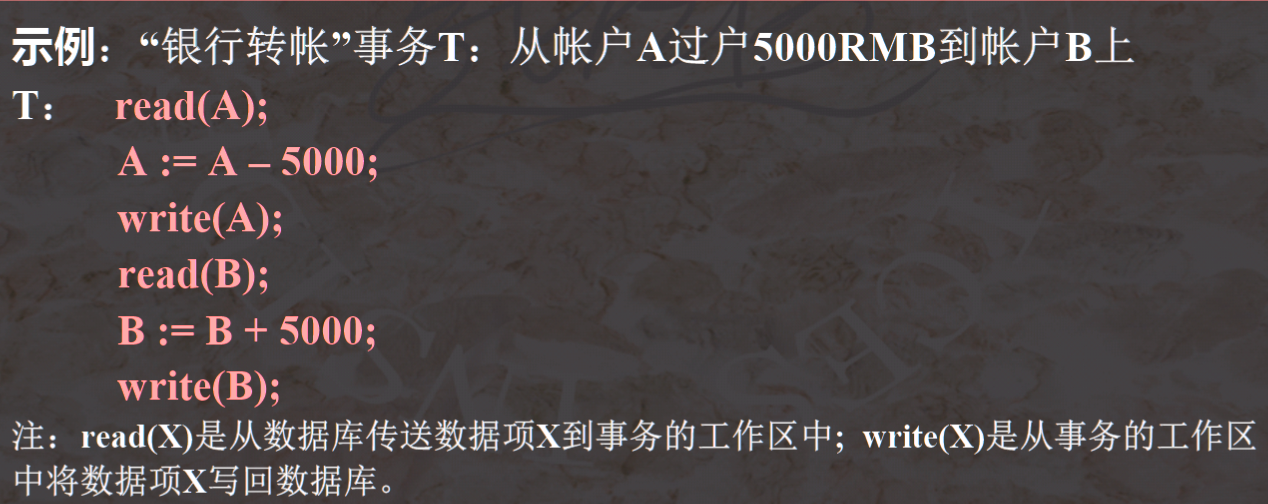 示例：“银行转帐”事务T：从帐户A过户5000RMB到帐户B上
T： read(A);
A := A – 5000;
write(A);
read(B);
B := B + 5000;
write(B);
注：read(X)是从数据库传送数据项X到事务的工作区中; write(X)是从事务的工作区
中将数据项X写回数据库。